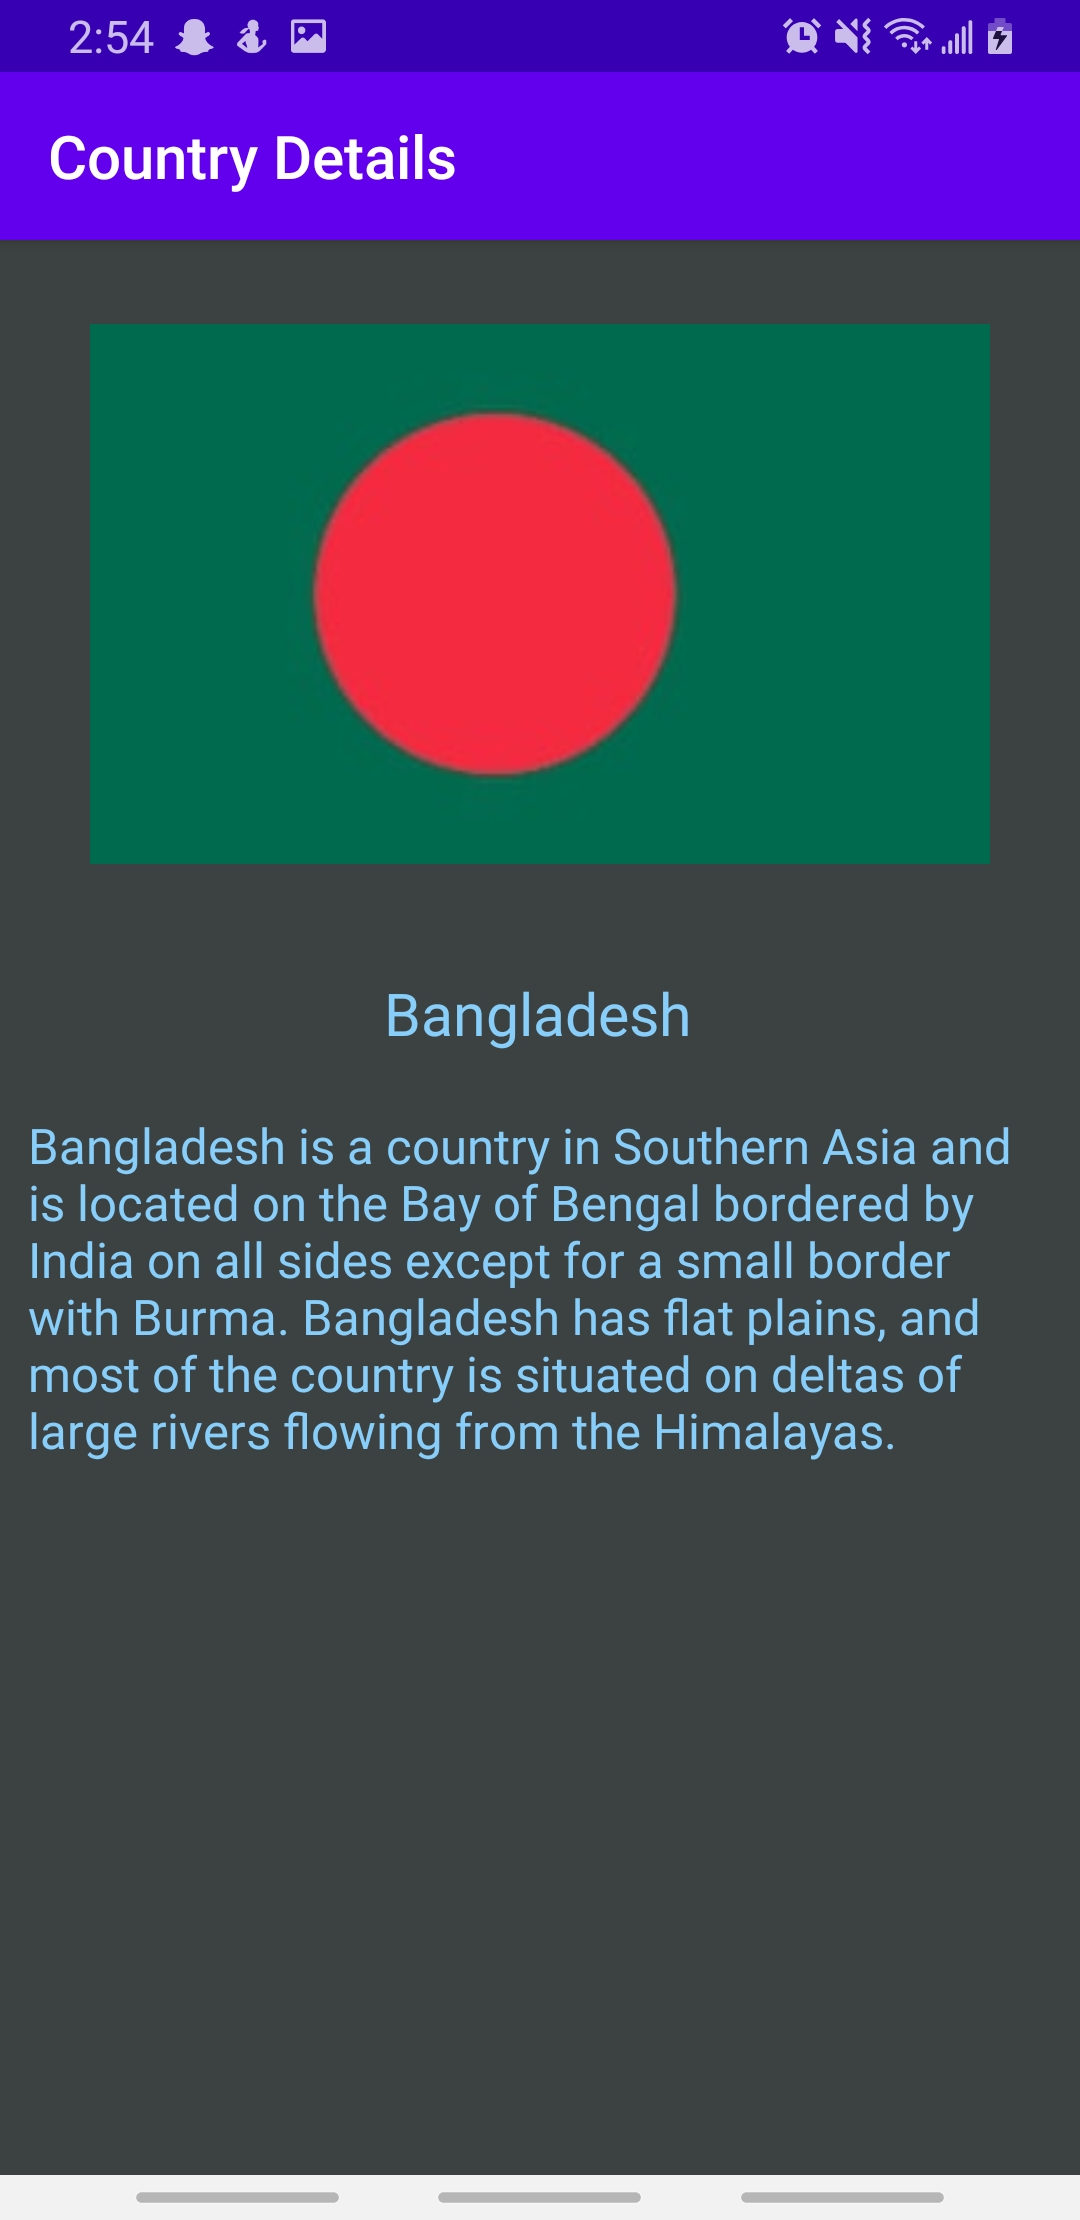 2:54
Country Details
Bangladesh
Bangladesh is a country in Southern Asia and
is located on the Bay of Bengal bordered by
India on all sides except for a small border
with Burma. Bangladesh has flat plains, and
most of the country is situated on deltas of
large rivers flowing from the Himalayas.